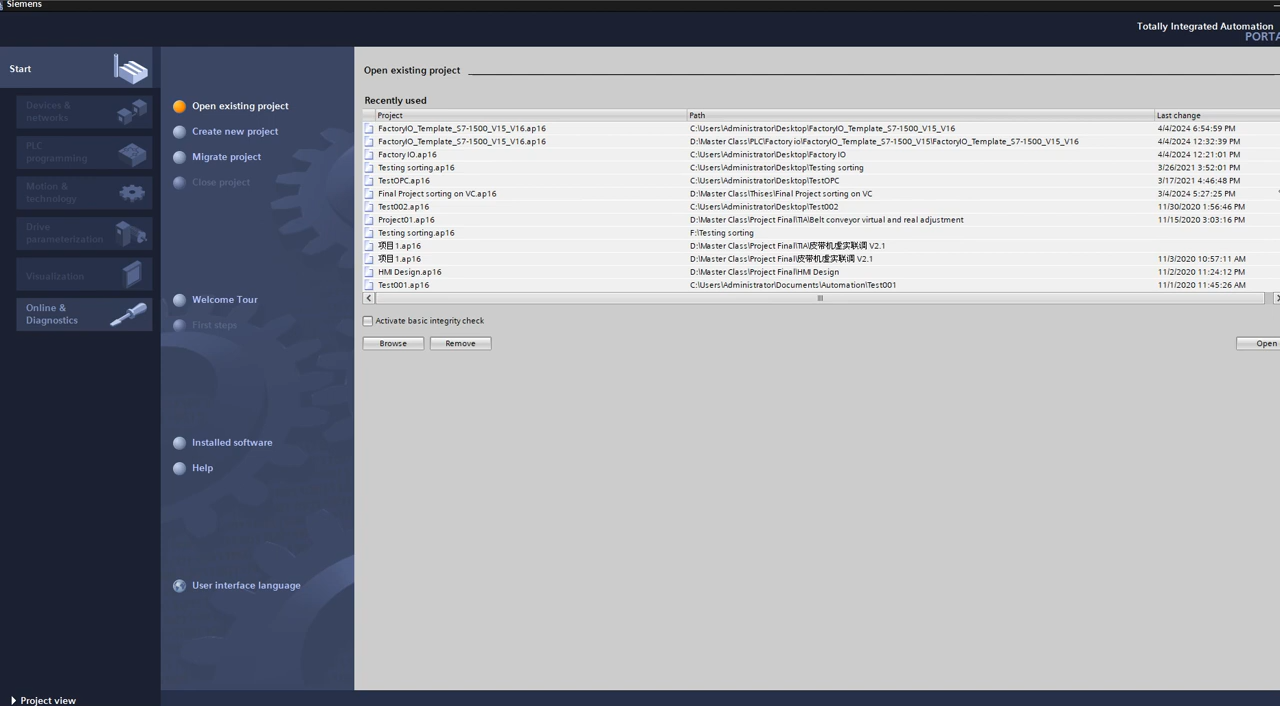 Siemens
Totally Integrated Automation
PORTA
Start
Devices &
networks
PLC
programming
Motion &
technology
Drive
parameterization
Visualization
Online &
Diagnostics
Open existing project
Create new project
Migrate project
Close project
Welcome Tour
First steps
Installed software
Help
User interface language
Open existing project
Recently used
Project Path Last change
FactoryIO_Template_S7-1500_V15_V16.ap16 C:\Users\Administrator\Desktop\FactoryIO_Template_S7-1500_V15_V16 4/4/2024 6:54:59 PM
FactoryIO_Template_S7-1500_V15_V16.ap16 D:\Master Class\PLC\Factory io\FactoryIO_Template_S7-1500_V15\FactoryIO_Template_S7-1500_V15_V16 4/4/2024 12:32:39 PM
Factory IO.ap16 C:\Users\Administrator\Desktop\Factory IO 4/4/2024 12:21:01 PM
Testing sorting.ap16 C:\Users\Administrator\Desktop\Testing sorting 3/26/2021 3:52:01 PM
TestOPC.ap16 C:\Users\Administrator\Desktop\TestOPC 3/17/2021 4:46:48 PM
Final Project sorting on VC.ap16 D:\Master Class\Thises\Final Project sorting on VC 3/4/2024 5:27:25 PM
Test002.ap16 C:\Users\Administrator\Desktop\Test002 11/30/2020 1:56:46 PM
Project01.ap16 D:\Master Class\Project Final\TIA\Belt conveyor virtual and real adjustment 11/15/2020 3:03:16 PM
Testing sorting.ap16 F:\Testing sorting
项目1.ap16 D:\Master Class\Project Final\TIA\皮带机虚实联调 V2.1
项目1.ap16 D:\Master Class\Project Final\皮带机虚实联调 V2.1 11/3/2020 10:57:11 AM
HMI Design.ap16 D:\Master Class\Project Final\HMI Design 11/2/2020 11:24:12 PM
Test001.ap16 C:\Users\Administrator\Documents\Automation\Test001 11/1/2020 11:45:26 AM
Activate basic integrity check
Browse Remove Open
Project view